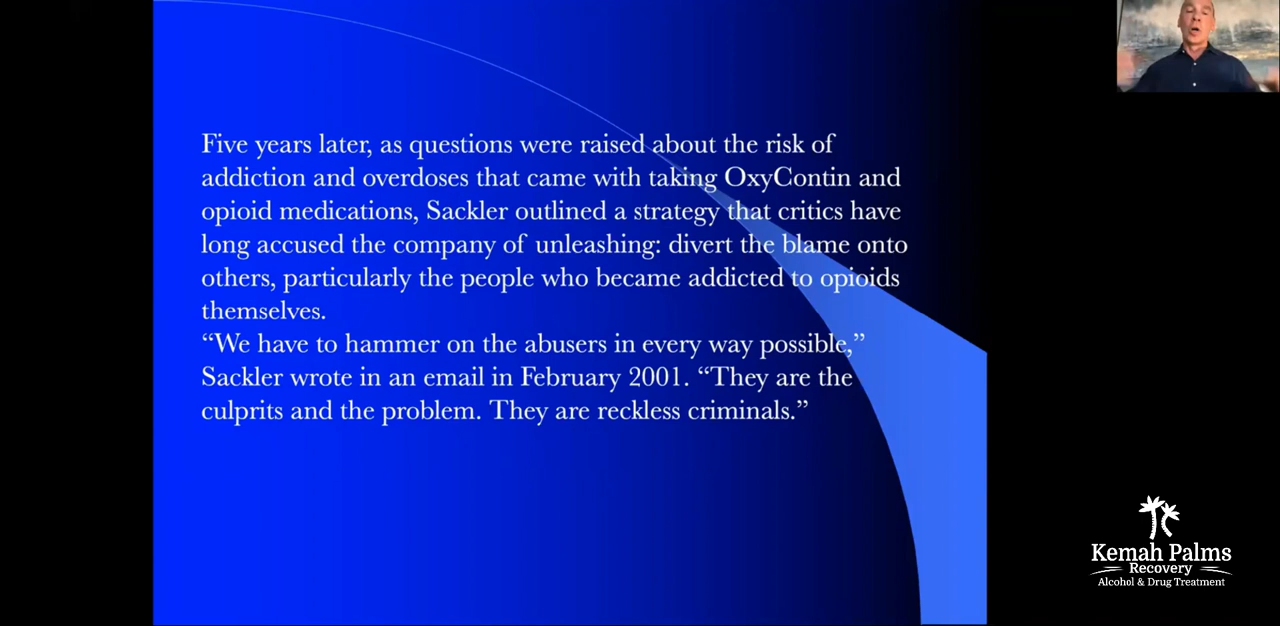 Five years later, as questions were raised about the risk of
addiction and overdoses that came with taking OxyContin and
opioid medications, Sackler outlined a strategy that critics have
long accused the company of unleashing: divert the blame onto
others, particularly the people who became addicted to opioids
themselves.
“We have to hammer on the abusers in every way possible,”
Sackler wrote in an email in February 2001. “They are the
culprits and the problem. They are reckless criminals.”
Kemah Palms
Recovery
Alcohol & Drug Treatment